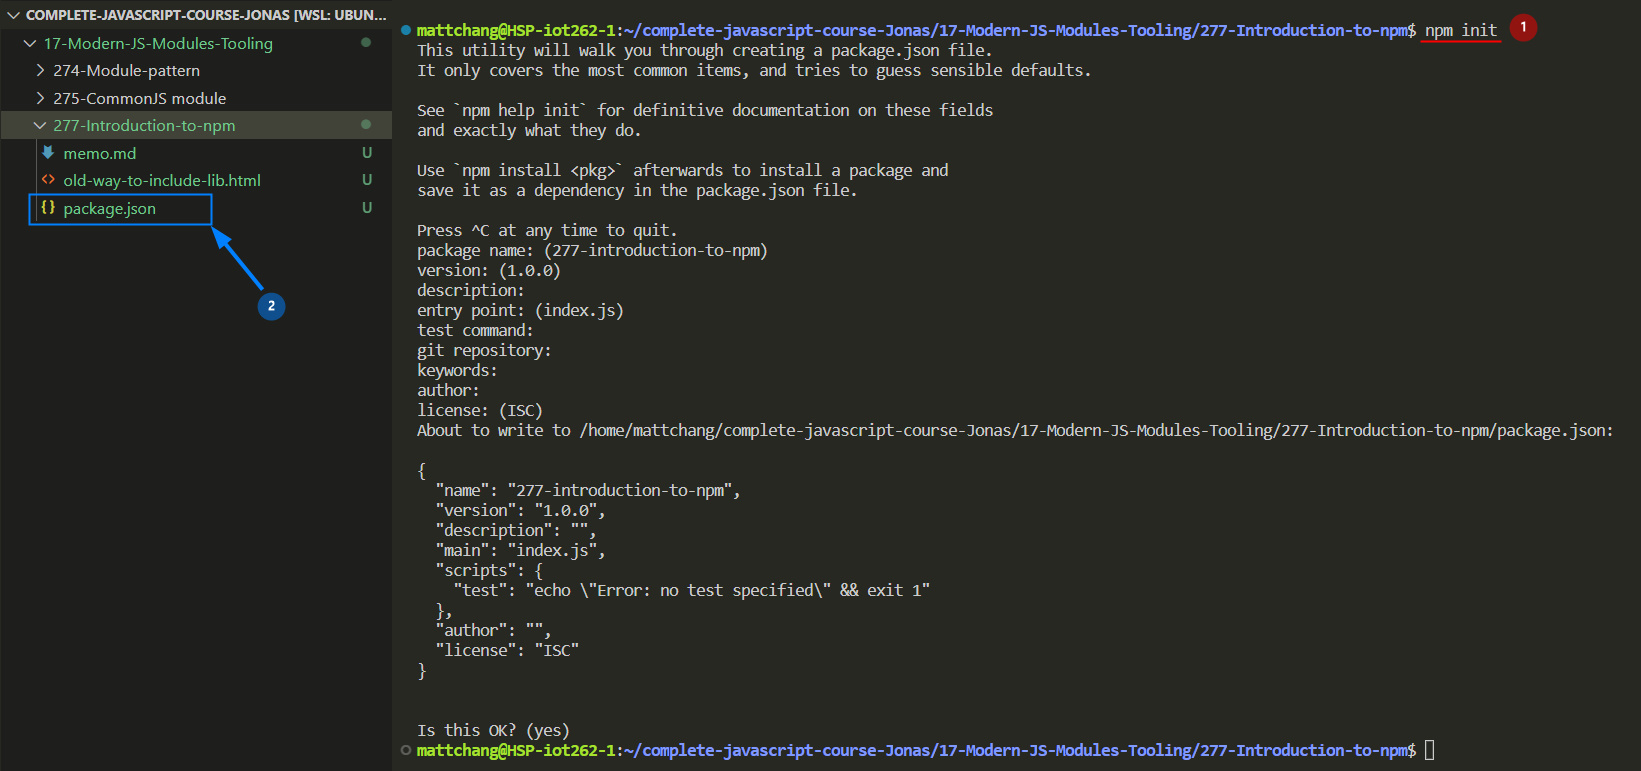 COMPLETE-JAVASCRIPT-COURSE-JONAS [WSL: UBUN...
17-Modern-JS-Modules-Tooling
274-Module-pattern
275-CommonJS module
277-Introduction-to-npm
memo.md U
old-way-to-include-lib.html U
{} package.json U
2
mattchang@HSP-iot262-1:~/complete-javascript-course-Jonas/17-Modern-JS-Modules-Tooling/277-Introduction-to-npm$ npm init 1
This utility will walk you through creating a package.json file.
It only covers the most common items, and tries to guess sensible defaults.
See `npm help init` for definitive documentation on these fields
and exactly what they do.
Use `npm install <pkg>` afterwards to install a package and
save it as a dependency in the package.json file.
Press ^C at any time to quit.
package name: (277-introduction-to-npm)
version: (1.0.0)
description:
entry point: (index.js)
test command:
git repository:
keywords:
author:
license: (ISC)
About to write to /home/mattchang/complete-javascript-course-Jonas/17-Modern-JS-Modules-Tooling/277-Introduction-to-npm/package.json:
{
  "name": "277-introduction-to-npm",
  "version": "1.0.0",
  "description": "",
  "main": "index.js",
  "scripts": {
    "test": "echo \"Error: no test specified\" && exit 1"
  },
  "author": "",
  "license": "ISC"
}
Is this OK? (yes)
mattchang@HSP-iot262-1:~/complete-javascript-course-Jonas/17-Modern-JS-Modules-Tooling/277-Introduction-to-npm$